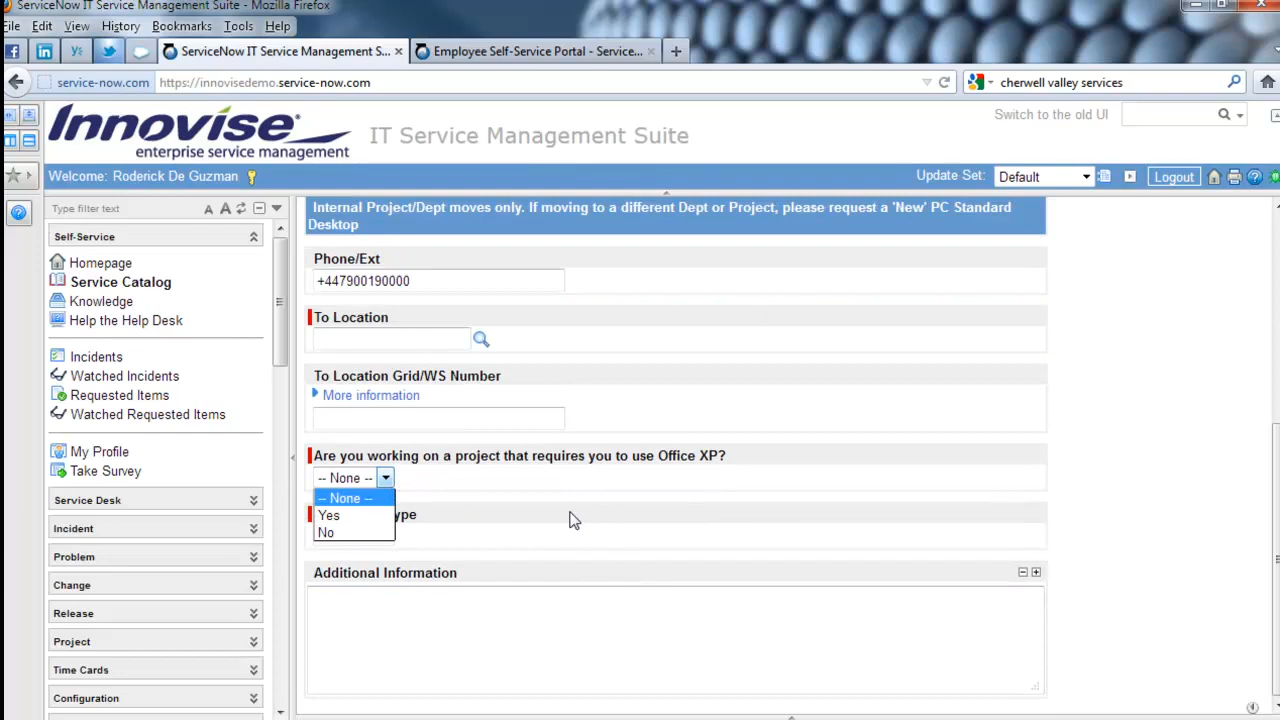 ServiceNow IT Service Management Suite - Mozilla Firefox
File Edit View History Bookmarks Tools Help
ServiceNow IT Service Management S... × Employee Self-Service Portal - Service... × +
service-now.com https://innovisedemo.service-now.com cherwell valley services
Innovise®
enterprise service management
IT Service Management Suite
Switch to the old UI
Welcome: Roderick De Guzman
Update Set: Default Logout
Type filter text A A
Self-Service
Homepage
Service Catalog
Knowledge
Help the Help Desk
Incidents
Watched Incidents
Requested Items
Watched Requested Items
My Profile
Take Survey
Service Desk
Incident
Problem
Change
Release
Project
Time Cards
Configuration
Internal Project/Dept moves only. If moving to a different Dept or Project, please request a 'New' PC Standard
Desktop
Phone/Ext
+447900190000
To Location
To Location Grid/WS Number
More information
Are you working on a project that requires you to use Office XP?
-- None --
-- None --
Yes
No
ype
Additional Information